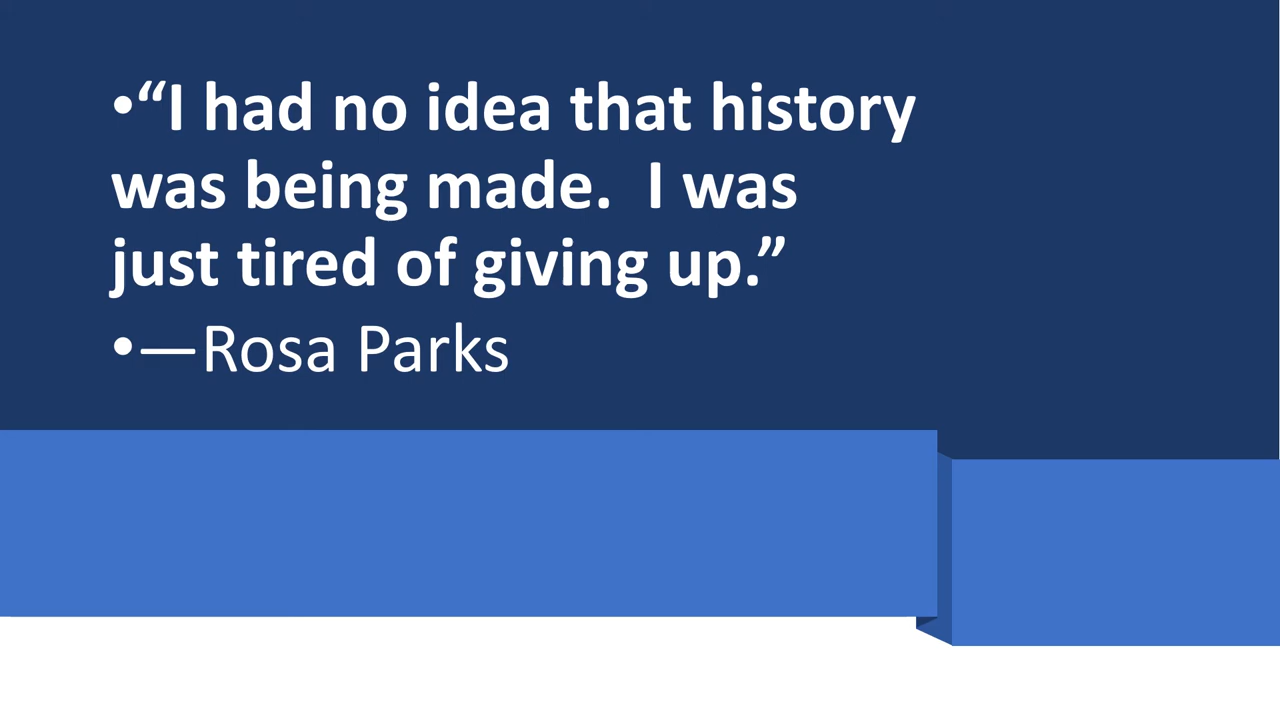 •“I had no idea that history
was being made.  I was
just tired of giving up.”
•—Rosa Parks